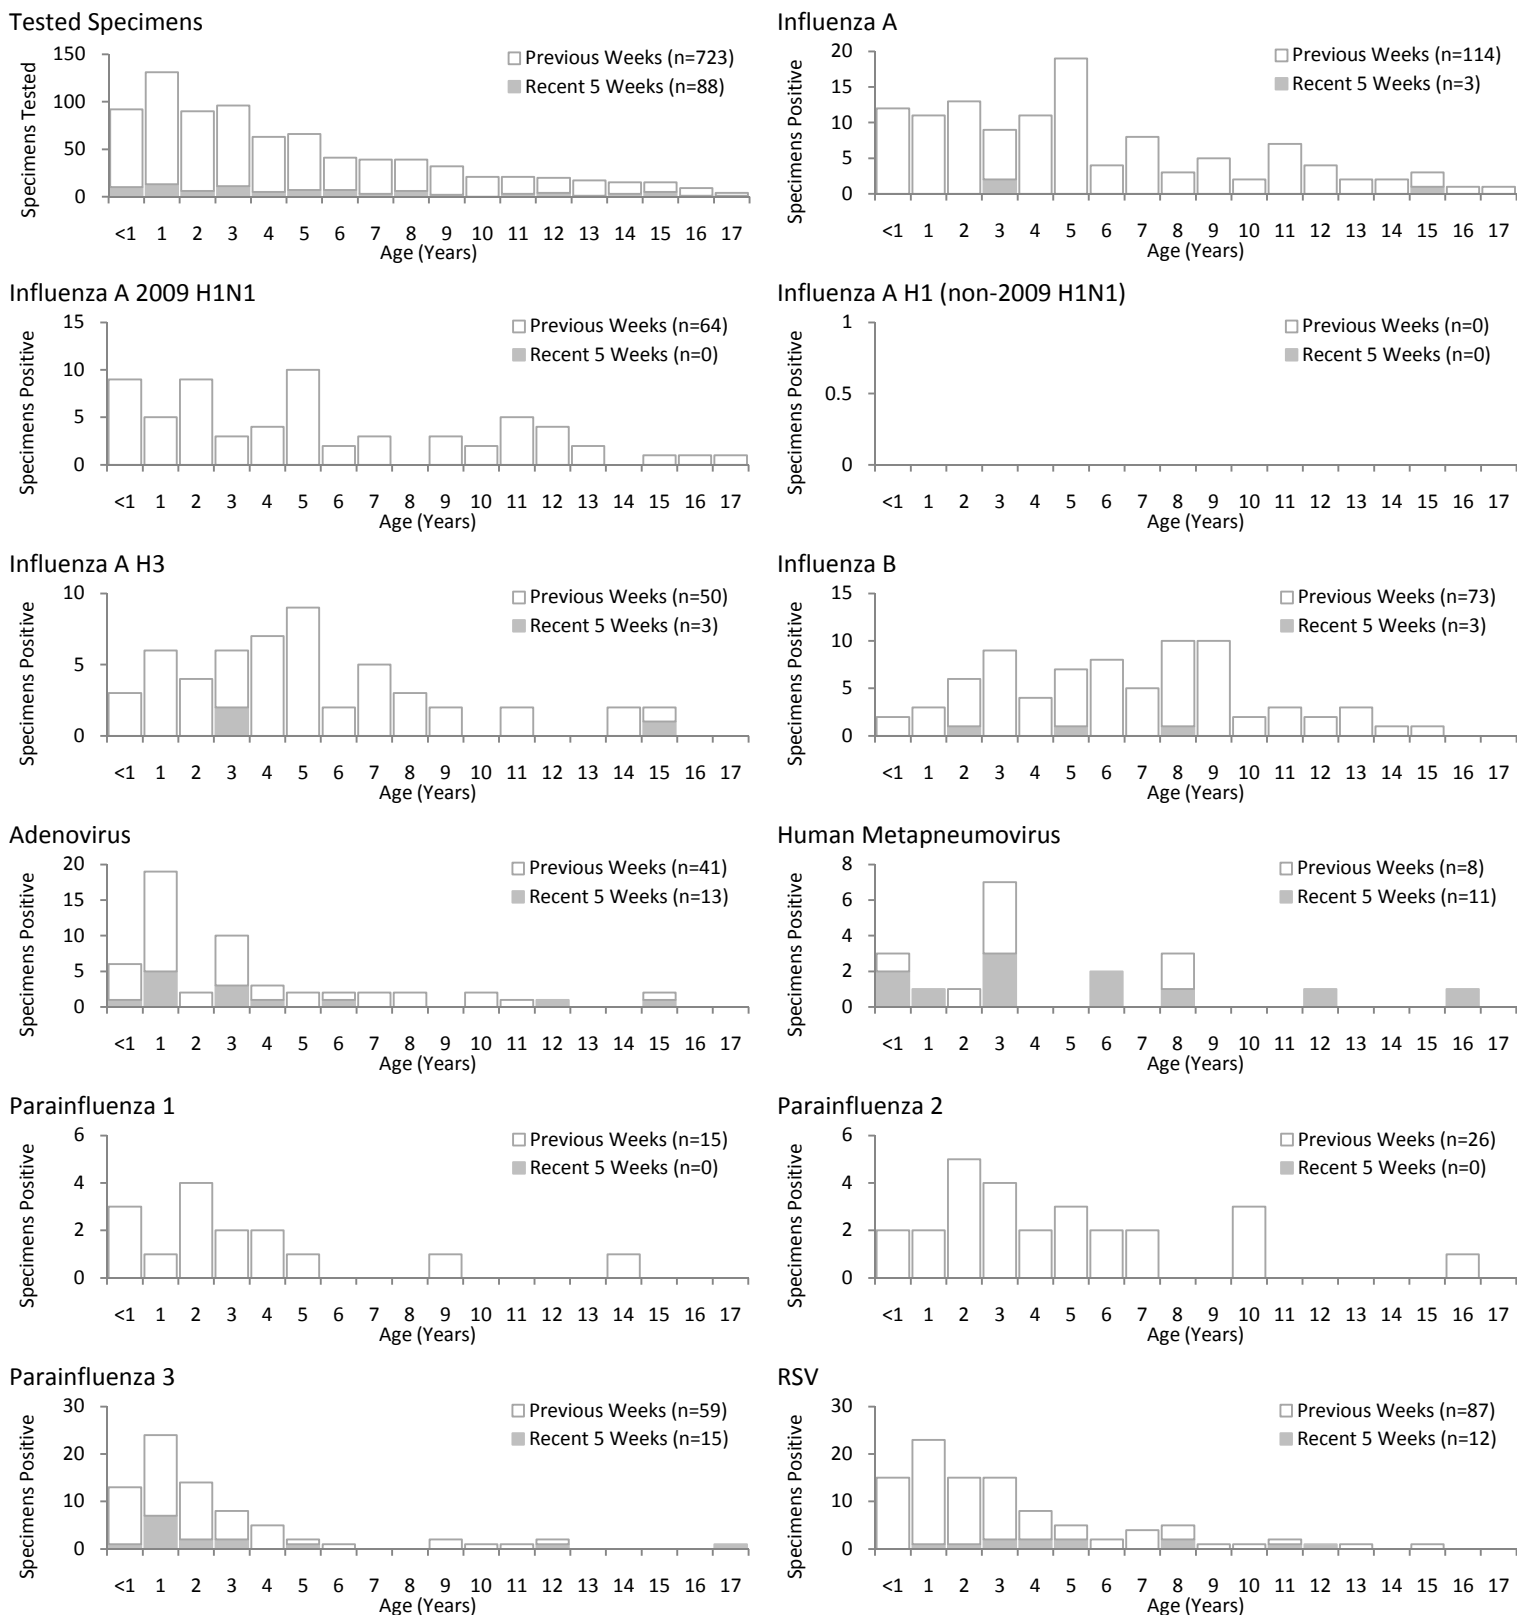 Tested Specimens
Specimens Tested
150
100
50
0
Previous Weeks (n=723)
Recent 5 Weeks (n=88)
<1 1 2 3 4 5 6 7 8 9 10 11 12 13 14 15 16 17
Age (Years)
Influenza A
Specimens Positive
20
15
10
5
0
Previous Weeks (n=114)
Recent 5 Weeks (n=3)
<1 1 2 3 4 5 6 7 8 9 10 11 12 13 14 15 16 17
Age (Years)
Influenza A 2009 H1N1
Specimens Positive
15
10
5
0
Previous Weeks (n=64)
Recent 5 Weeks (n=0)
<1 1 2 3 4 5 6 7 8 9 10 11 12 13 14 15 16 17
Age (Years)
Influenza A H1 (non-2009 H1N1)
Specimens Positive
1
0.5
0
Previous Weeks (n=0)
Recent 5 Weeks (n=0)
<1 1 2 3 4 5 6 7 8 9 10 11 12 13 14 15 16 17
Age (Years)
Influenza A H3
Specimens Positive
10
5
0
Previous Weeks (n=50)
Recent 5 Weeks (n=3)
<1 1 2 3 4 5 6 7 8 9 10 11 12 13 14 15 16 17
Age (Years)
Influenza B
Specimens Positive
15
10
5
0
Previous Weeks (n=73)
Recent 5 Weeks (n=3)
<1 1 2 3 4 5 6 7 8 9 10 11 12 13 14 15 16 17
Age (Years)
Adenovirus
Specimens Positive
20
15
10
5
0
Previous Weeks (n=41)
Recent 5 Weeks (n=13)
<1 1 2 3 4 5 6 7 8 9 10 11 12 13 14 15 16 17
Age (Years)
Human Metapneumovirus
Specimens Positive
8
6
4
2
0
Previous Weeks (n=8)
Recent 5 Weeks (n=11)
<1 1 2 3 4 5 6 7 8 9 10 11 12 13 14 15 16 17
Age (Years)
Parainfluenza 1
Specimens Positive
6
4
2
0
Previous Weeks (n=15)
Recent 5 Weeks (n=0)
<1 1 2 3 4 5 6 7 8 9 10 11 12 13 14 15 16 17
Age (Years)
Parainfluenza 2
Specimens Positive
6
4
2
0
Previous Weeks (n=26)
Recent 5 Weeks (n=0)
<1 1 2 3 4 5 6 7 8 9 10 11 12 13 14 15 16 17
Age (Years)
Parainfluenza 3
Specimens Positive
30
20
10
0
Previous Weeks (n=59)
Recent 5 Weeks (n=15)
<1 1 2 3 4 5 6 7 8 9 10 11 12 13 14 15 16 17
Age (Years)
RSV
Specimens Positive
30
20
10
0
Previous Weeks (n=87)
Recent 5 Weeks (n=12)
<1 1 2 3 4 5 6 7 8 9 10 11 12 13 14 15 16 17
Age (Years)